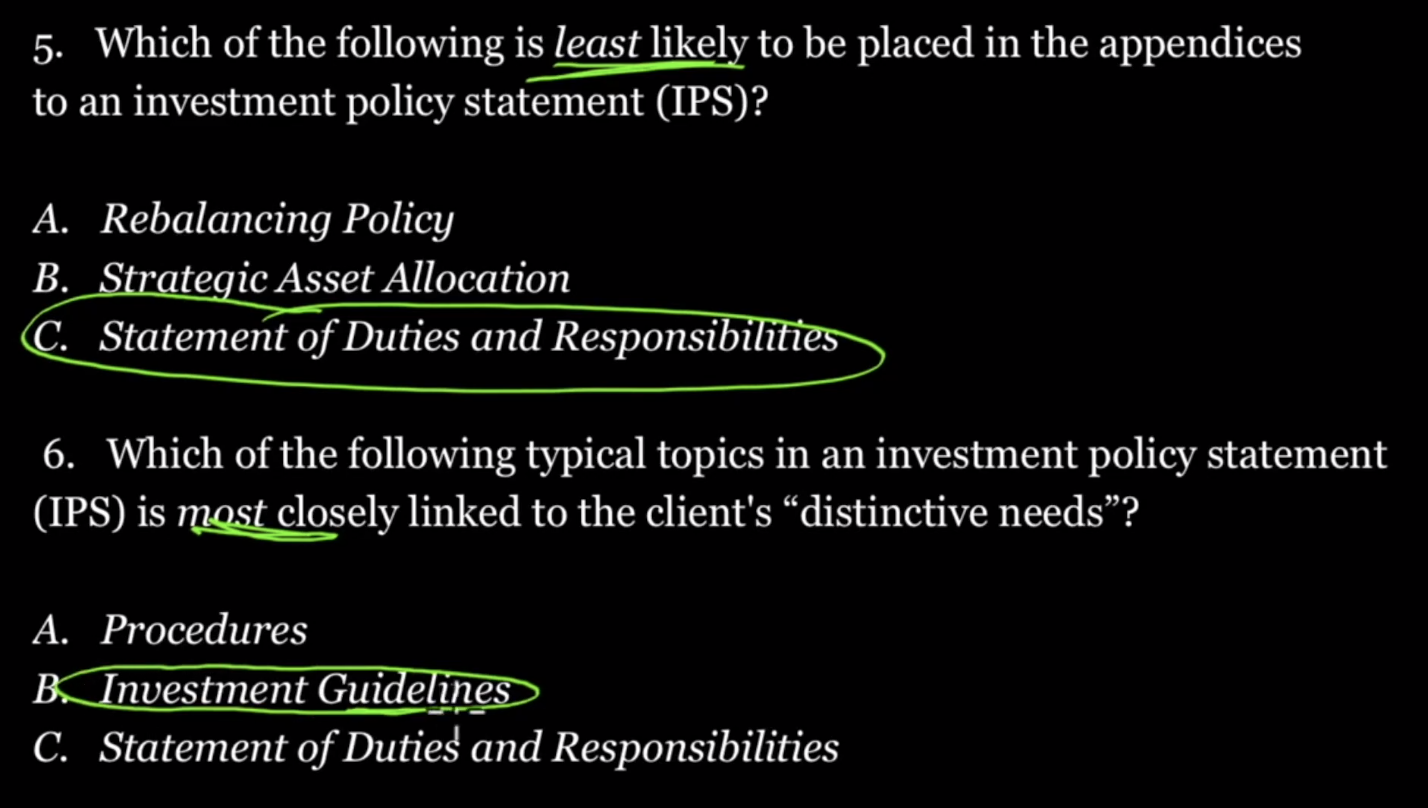 5. Which of the following is least likely to be placed in the appendices
to an investment policy statement (IPS)?
A. Rebalancing Policy
B. Strategic Asset Allocation
C. Statement of Duties and Responsibilities
6. Which of the following typical topics in an investment policy statement
(IPS) is most closely linked to the client's “distinctive needs”?
A. Procedures
B. Investment Guidelines
C. Statement of Duties and Responsibilities